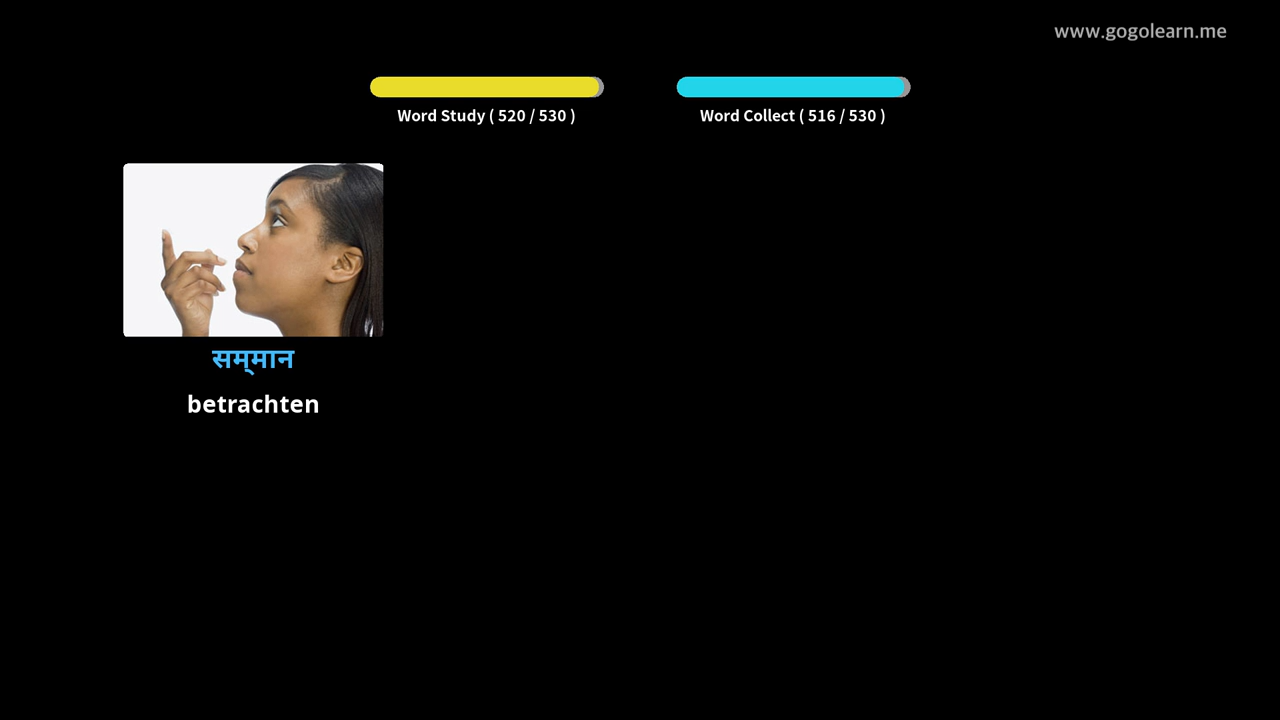 www.gogolearn.me
Word Study ( 520 / 530 )
Word Collect ( 516 / 530 )
सम्मान
betrachten